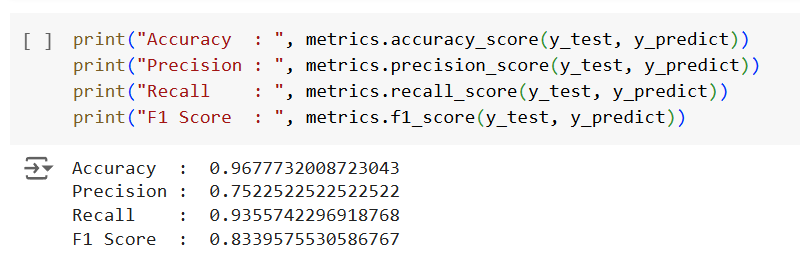 [ ] print("Accuracy  : ", metrics.accuracy_score(y_test, y_predict))
print("Precision : ", metrics.precision_score(y_test, y_predict))
print("Recall    : ", metrics.recall_score(y_test, y_predict))
print("F1 Score  : ", metrics.f1_score(y_test, y_predict))
Accuracy  :  0.9677732008723043
Precision :  0.7522522522522522
Recall    :  0.9355742296918768
F1 Score  :  0.8339575530586767